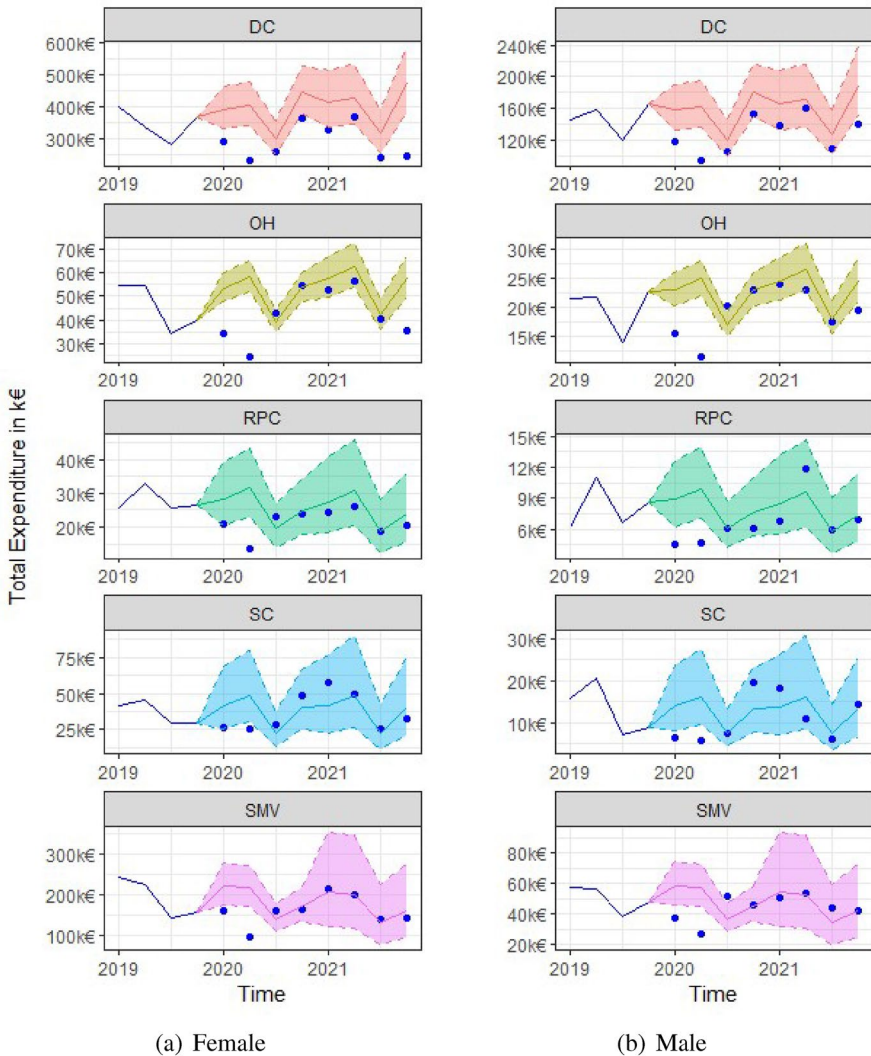 Total Expenditure in k€
DC
600k€
500k€
400k€
300k€
2019 2020 2021
OH
70k€
60k€
50k€
40k€
30k€
2019 2020 2021
RPC
40k€
30k€
20k€
2019 2020 2021
SC
75k€
50k€
25k€
2019 2020 2021
SMV
300k€
200k€
100k€
2019 2020 2021
Time
(a) Female
DC
240k€
200k€
160k€
120k€
2019 2020 2021
OH
30k€
25k€
20k€
15k€
2019 2020 2021
RPC
15k€
12k€
9k€
6k€
2019 2020 2021
SC
30k€
20k€
10k€
2019 2020 2021
SMV
80k€
60k€
40k€
20k€
2019 2020 2021
Time
(b) Male